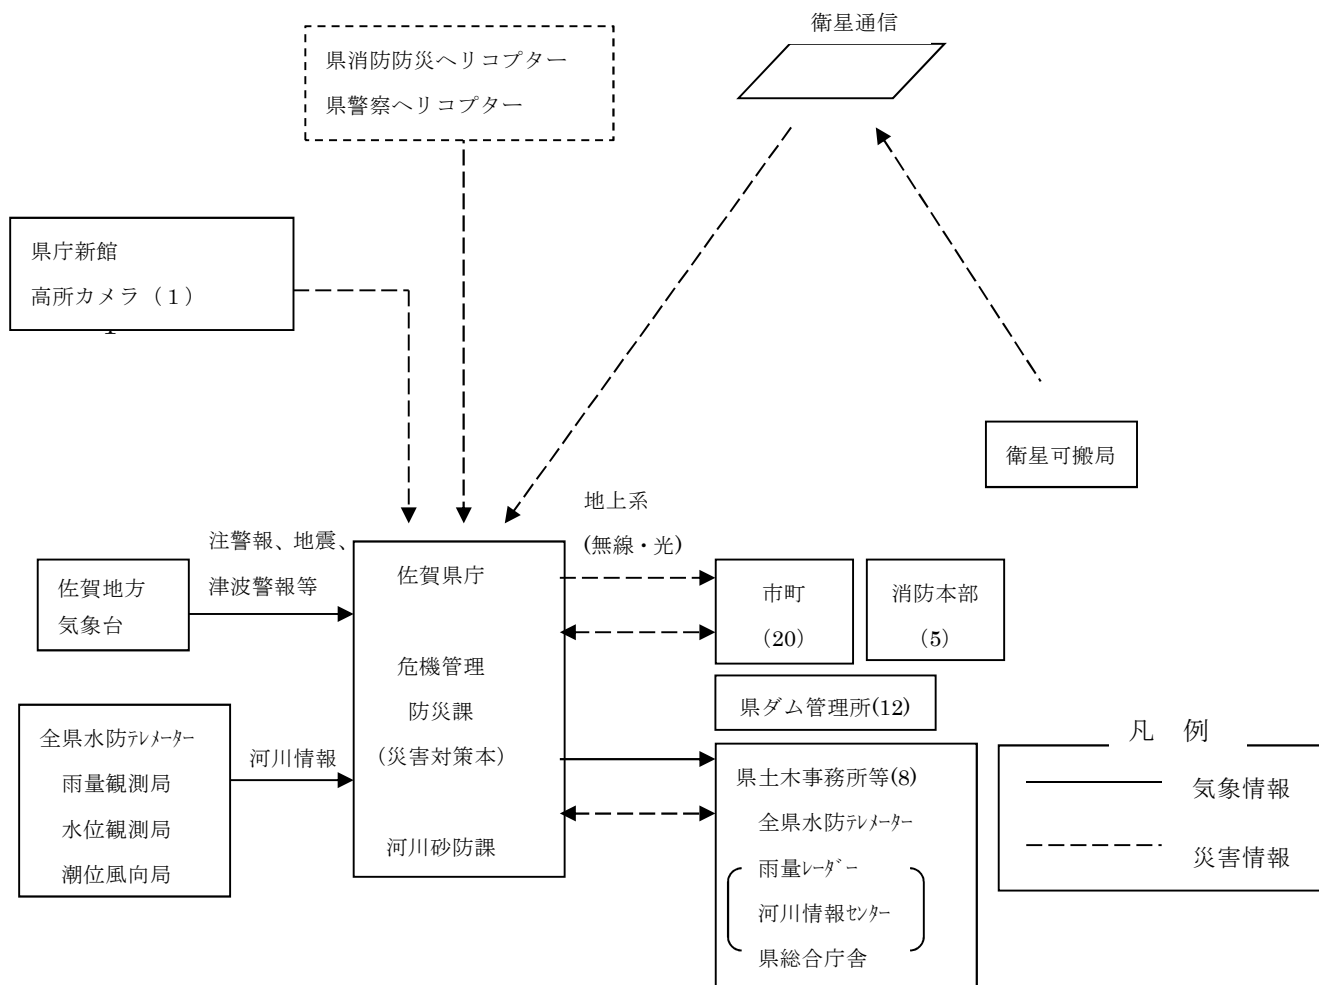 衛星通信
県消防防災ヘリコプター
県警察ヘリコプター
県庁新館
高所カメラ（１）
衛星可搬局
地上系
(無線・光)
注警報、地震、
津波警報等
佐賀地方
気象台
佐賀県庁
危機管理
防災課
(災害対策本)
河川砂防課
市町
(20)
消防本部
(5)
県ダム管理所(12)
全県水防ﾃﾚﾒｰﾀｰ
雨量観測局
水位観測局
潮位風向局
河川情報
県土木事務所等(8)
全県水防ﾃﾚﾒｰﾀｰ
雨量ﾚｰﾀﾞｰ
河川情報ｾﾝﾀｰ
県総合庁舎
凡　例
気象情報
災害情報